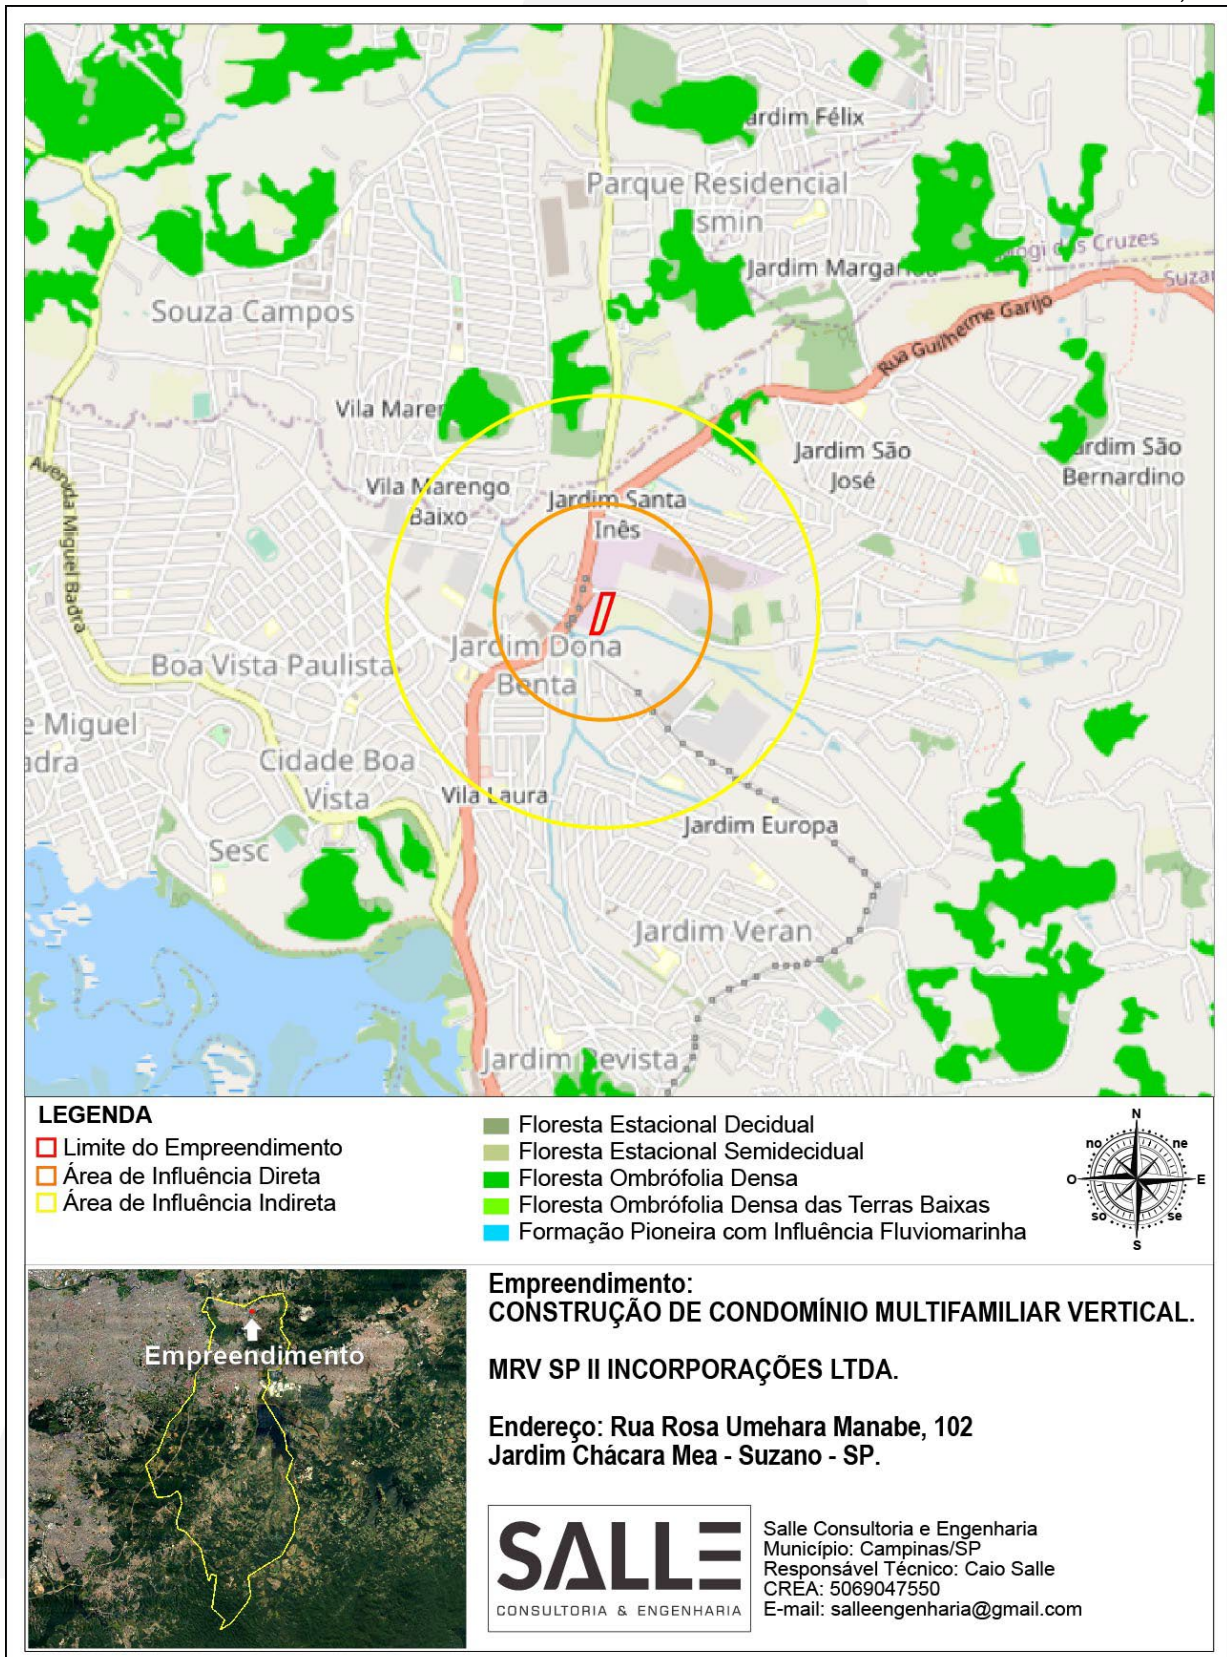 Jardim Félix
Parque Residencial
Jardim Margarida
Mogi das Cruzes
Rua Guilherme Garijo
Souza Campos
Vila Maren
Avenida Miguel Badra
Vila Marengo
Baixo
Jardim Santa
Inês
Jardim São
José
Jardim São
Bernardino
Jardim Dona
Benta
Boa Vista Paulista
e Miguel
adra
Cidade Boa
Vista
Vila Laura
Jardim Europa
Sesc
Jardim Veran
Jardim Revista
LEGENDA
Limite do Empreendimento
Área de Influência Direta
Área de Influência Indireta
Floresta Estacional Decidual
Floresta Estacional Semidecidual
Floresta Ombrófolia Densa
Floresta Ombrófolia Densa das Terras Baixas
Formação Pioneira com Influência Fluviomarinha
N
no
ne
O
E
so
se
S
Empreendimento
Empreendimento:
CONSTRUÇÃO DE CONDOMÍNIO MULTIFAMILIAR VERTICAL.
MRV SP II INCORPORAÇÕES LTDA.
Endereço: Rua Rosa Umehara Manabe, 102
Jardim Chácara Mea - Suzano - SP.
SALLE
CONSULTORIA & ENGENHARIA
Salle Consultoria e Engenharia
Município: Campinas/SP
Responsável Técnico: Caio Salle
CREA: 5069047550
E-mail: salleengenharia@gmail.com